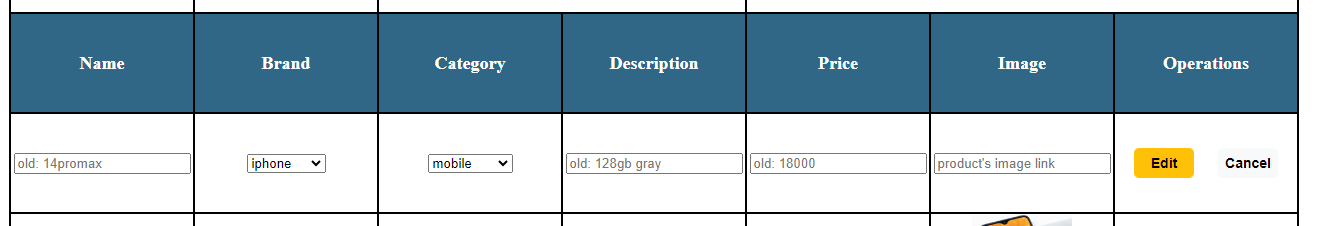 Name Brand Category Description Price Image Operations
old: 14promax iphone mobile old: 128gb gray old: 18000 product's image link Edit Cancel